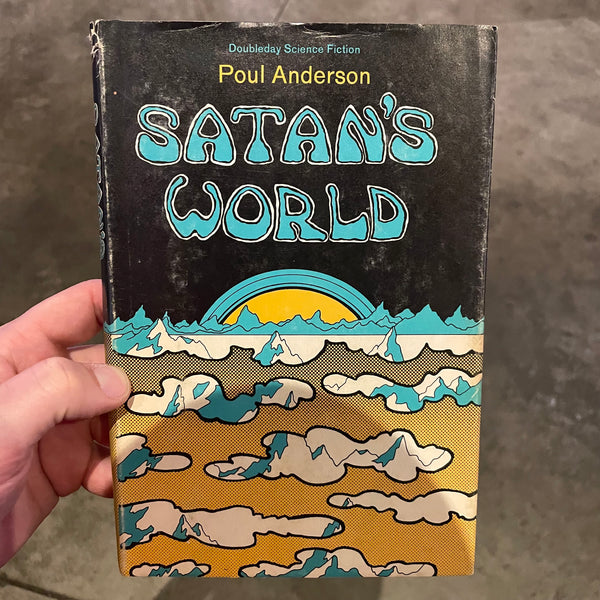 Doubleday Science Fiction
Poul Anderson
SATAN'S
WORLD